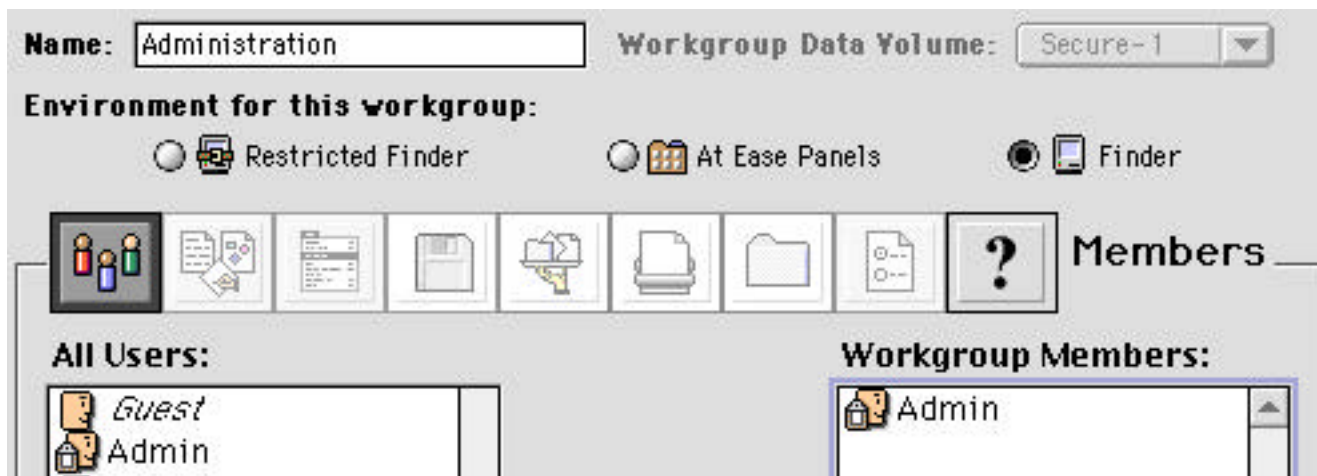 Name: Administration Workgroup Data Volume: Secure-1
Environment for this workgroup:
Restricted Finder At Ease Panels Finder
? Members
All Users: Workgroup Members:
Guest Admin
Admin